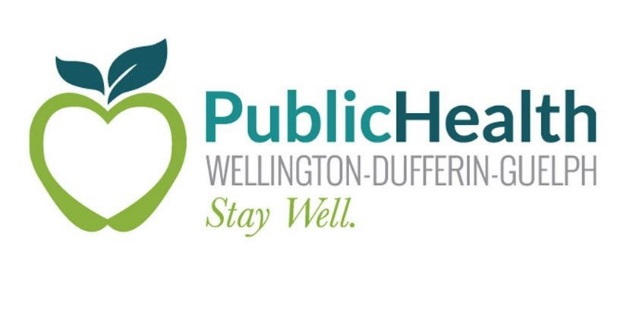 PublicHealth
WELLINGTON-DUFFERIN-GUELPH
Stay Well.